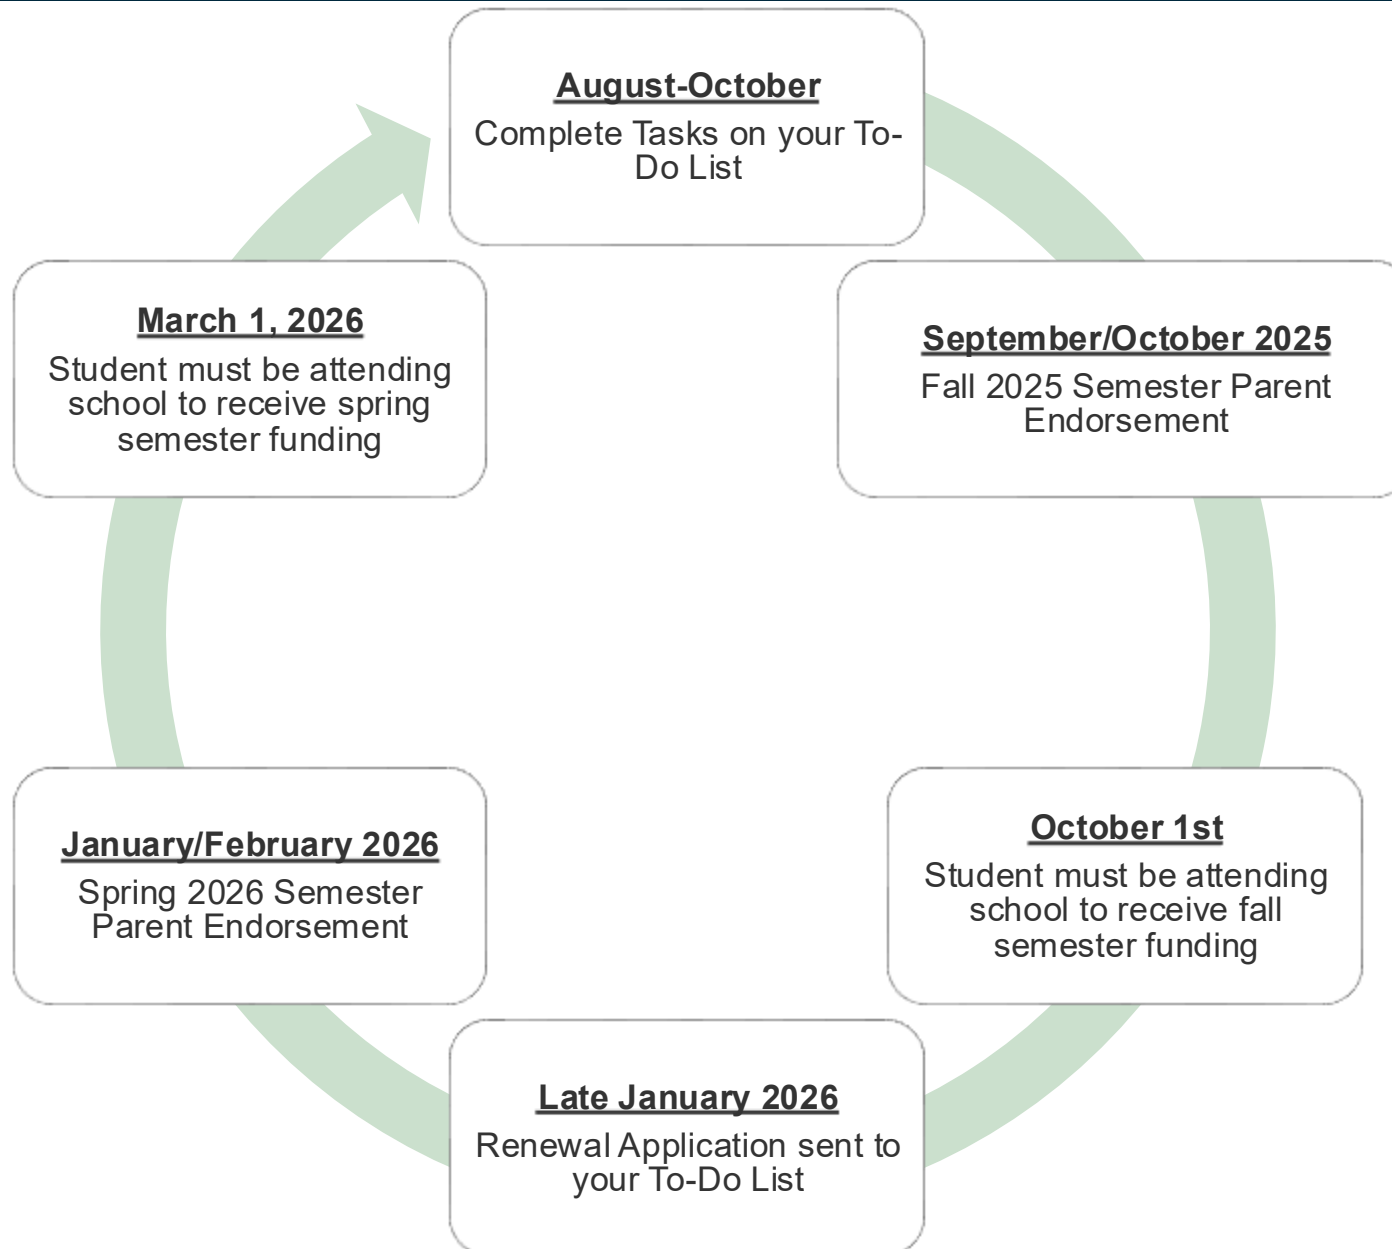 August-October
Complete Tasks on your To-
Do List
September/October 2025
Fall 2025 Semester Parent
Endorsement
October 1st
Student must be attending
school to receive fall
semester funding
Late January 2026
Renewal Application sent to
your To-Do List
January/February 2026
Spring 2026 Semester
Parent Endorsement
March 1, 2026
Student must be attending
school to receive spring
semester funding